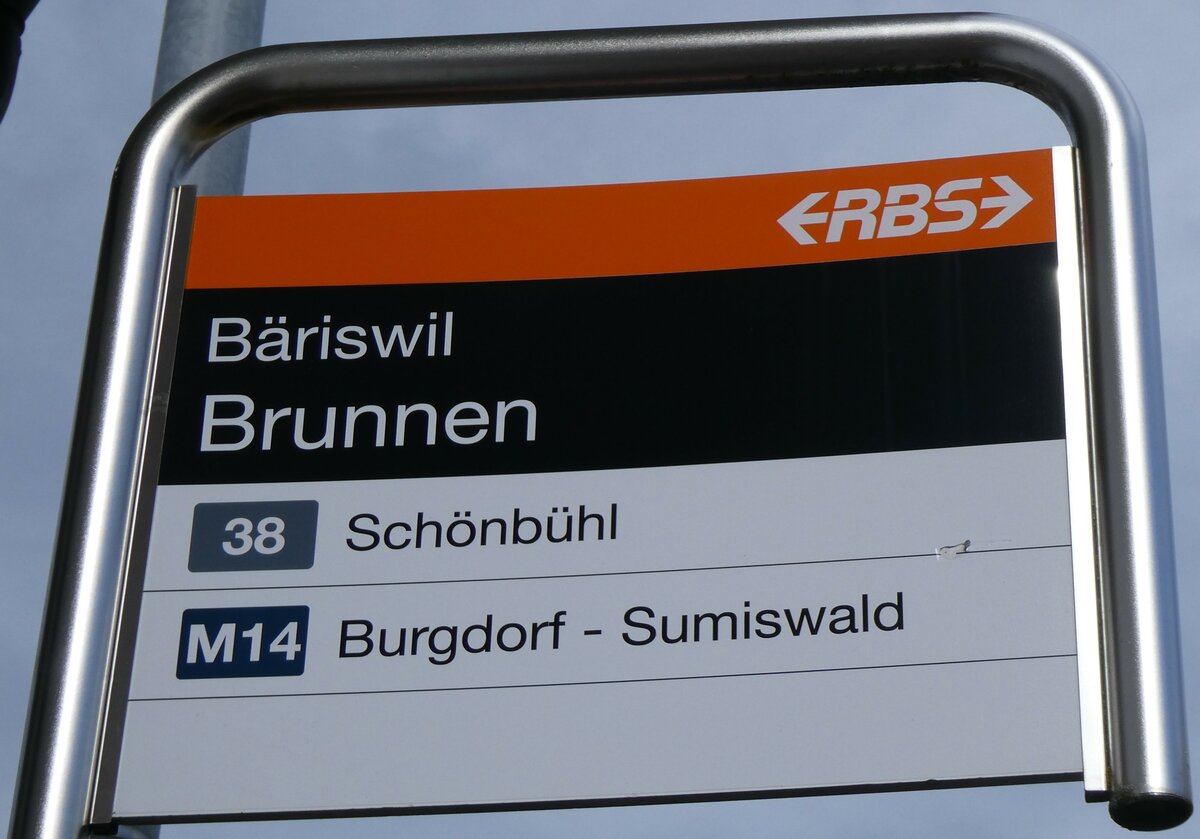 RBS
Bäriswil
Brunnen
38 Schönbühl
M14 Burgdorf - Sumiswald